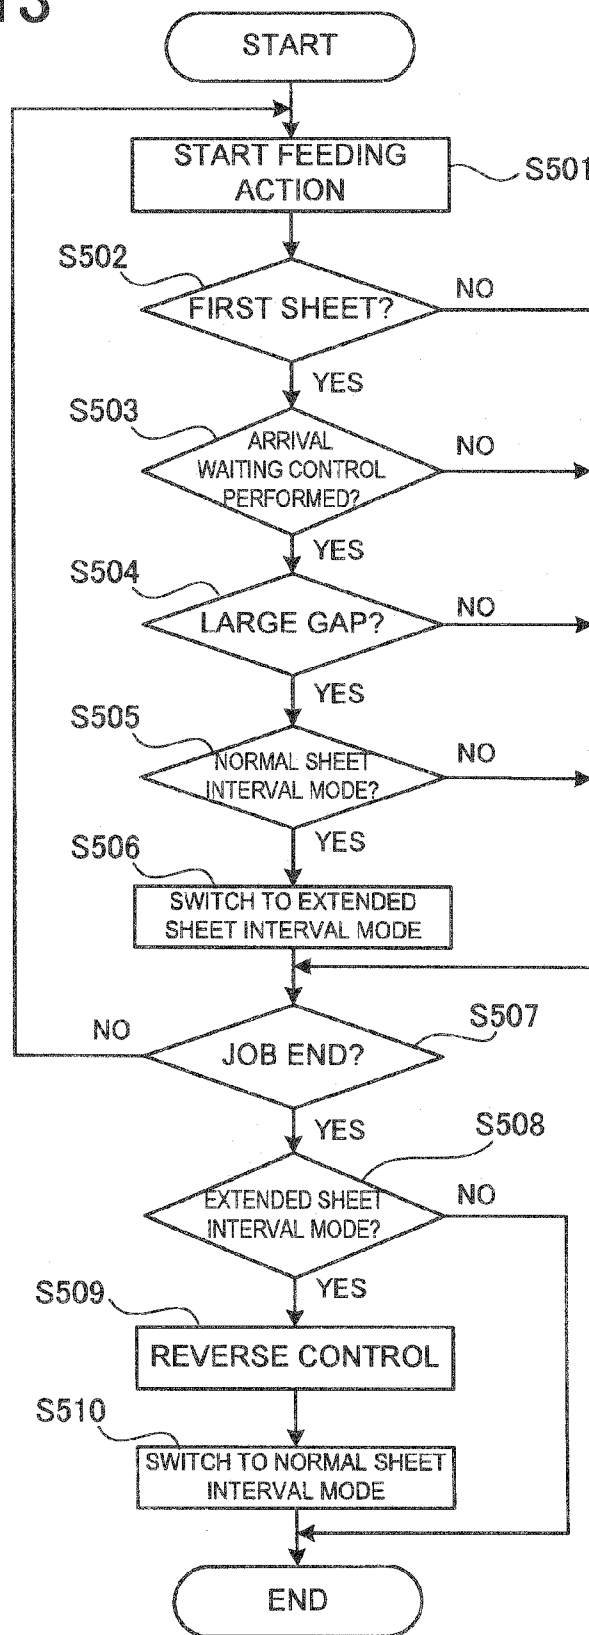 13
START
START FEEDING
ACTION
S501
S502
FIRST SHEET?
NO
YES
S503
ARRIVAL
WAITING CONTROL
PERFORMED?
NO
YES
S504
LARGE GAP?
NO
YES
S505
NORMAL SHEET
INTERVAL MODE?
NO
YES
S506
SWITCH TO EXTENDED
SHEET INTERVAL MODE
S507
NO
JOB END?
YES
S508
EXTENDED SHEET
INTERVAL MODE?
NO
YES
S509
REVERSE CONTROL
S510
SWITCH TO NORMAL SHEET
INTERVAL MODE
END